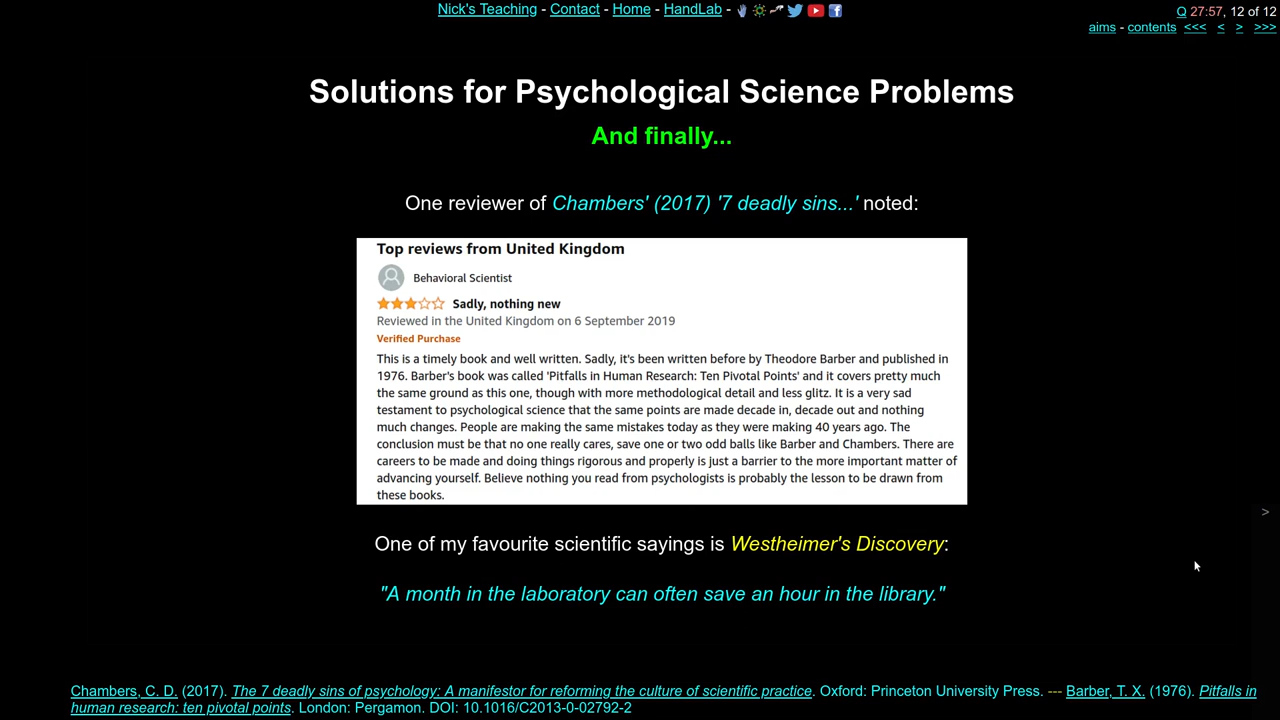 Nick's Teaching - Contact - Home - HandLab -
Q 27:57, 12 of 12
aims - contents <<< < > >>>
Solutions for Psychological Science Problems
And finally...
One reviewer of Chambers' (2017) '7 deadly sins...' noted:
Top reviews from United Kingdom
Behavioral Scientist
Sadly, nothing new
Reviewed in the United Kingdom on 6 September 2019
Verified Purchase
This is a timely book and well written. Sadly, it's been written before by Theodore Barber and published in
1976. Barber's book was called 'Pitfalls in Human Research: Ten Pivotal Points' and it covers pretty much
the same ground as this one, though with more methodological detail and less glitz. It is a very sad
testament to psychological science that the same points are made decade in, decade out and nothing
much changes. People are making the same mistakes today as they were making 40 years ago. The
conclusion must be that no one really cares, save one or two odd balls like Barber and Chambers. There are
careers to be made and doing things rigorous and properly is just a barrier to the more important matter of
advancing yourself. Believe nothing you read from psychologists is probably the lesson to be drawn from
these books.
>
One of my favourite scientific sayings is Westheimer's Discovery:
"A month in the laboratory can often save an hour in the library."
Chambers, C. D. (2017). The 7 deadly sins of psychology: A manifesto for reforming the culture of scientific practice. Oxford: Princeton University Press. --- Barber, T. X. (1976). Pitfalls in
human research: ten pivotal points. London: Pergamon. DOI: 10.1016/C2013-0-02792-2